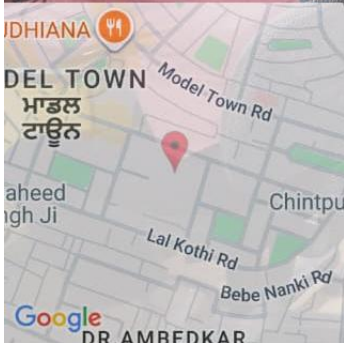 UDHIANA
DEL TOWN
Model Town Rd
ਮਾਡਲ
ਟਾਊਨ
aheed
ngh Ji
Chintpu
Lal Kothi Rd
Bebe Nanki Rd
Google
DR AMBEDKAR